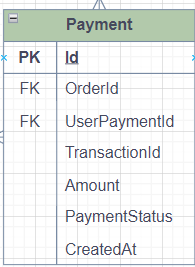 Payment
PK Id
FK OrderId
FK UserPaymentId
TransactionId
Amount
PaymentStatus
CreatedAt